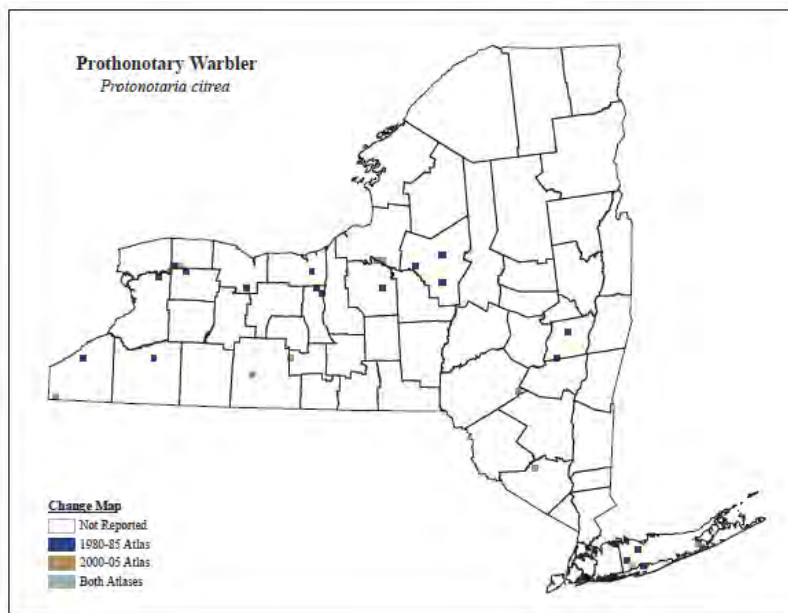 Prothonotary Warbler
Protonotaria citrea
Change Map
Not Reported
1980-85 Atlas
2000-05 Atlas
Both Atlases